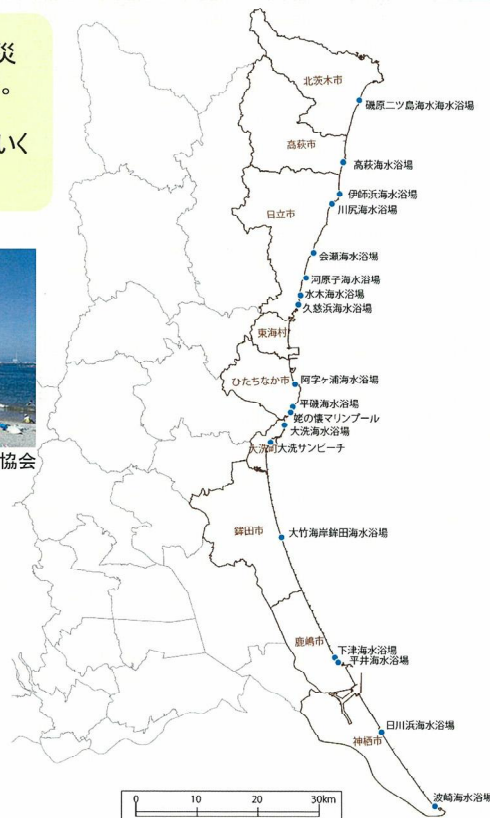 災
。
いく
協会
北茨木市
磯原二ツ島海水海水浴場
高萩市
高萩海水浴場
伊師浜海水浴場
川尻海水浴場
日立市
会瀬海水浴場
河原子海水浴場
水木海水浴場
久慈浜海水浴場
東海村
ひたちなか市
阿字ヶ浦海水浴場
平磯海水浴場
姥の懐マリンプール
大洗海水浴場
大洗町
大洗サンビーチ
鉾田市
大竹海岸鉾田海水浴場
鹿嶋市
下津海水浴場
平井海水浴場
日川浜海水浴場
神栖市
波崎海水浴場
0 10 20 30km